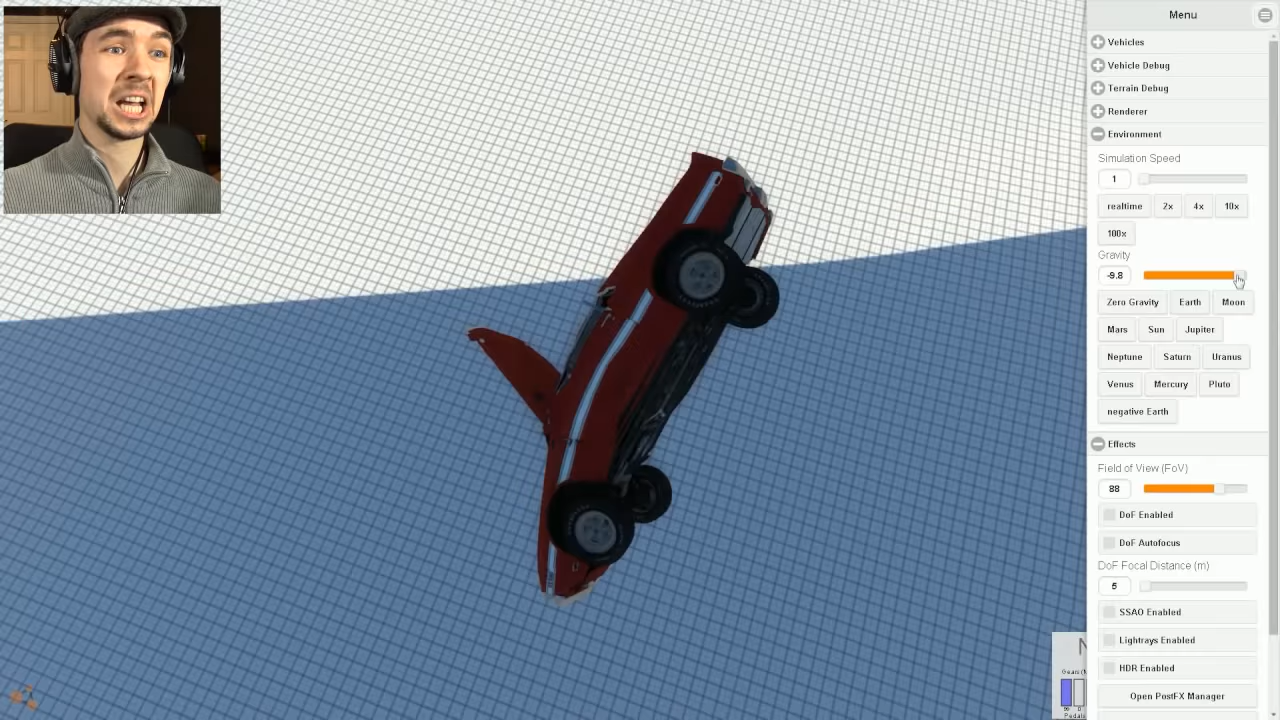 Menu
Vehicles
Vehicle Debug
Terrain Debug
Renderer
Environment
Simulation Speed
1
realtime 2x 4x 10x
100x
Gravity
-9.8
Zero Gravity Earth Moon
Mars Sun Jupiter
Neptune Saturn Uranus
Venus Mercury Pluto
negative Earth
Effects
Field of View (FoV)
88
DoF Enabled
DoF Autofocus
DoF Focal Distance (m)
5
SSAO Enabled
Lightrays Enabled
HDR Enabled
Open PostFX Manager
N
Gears
Pedals